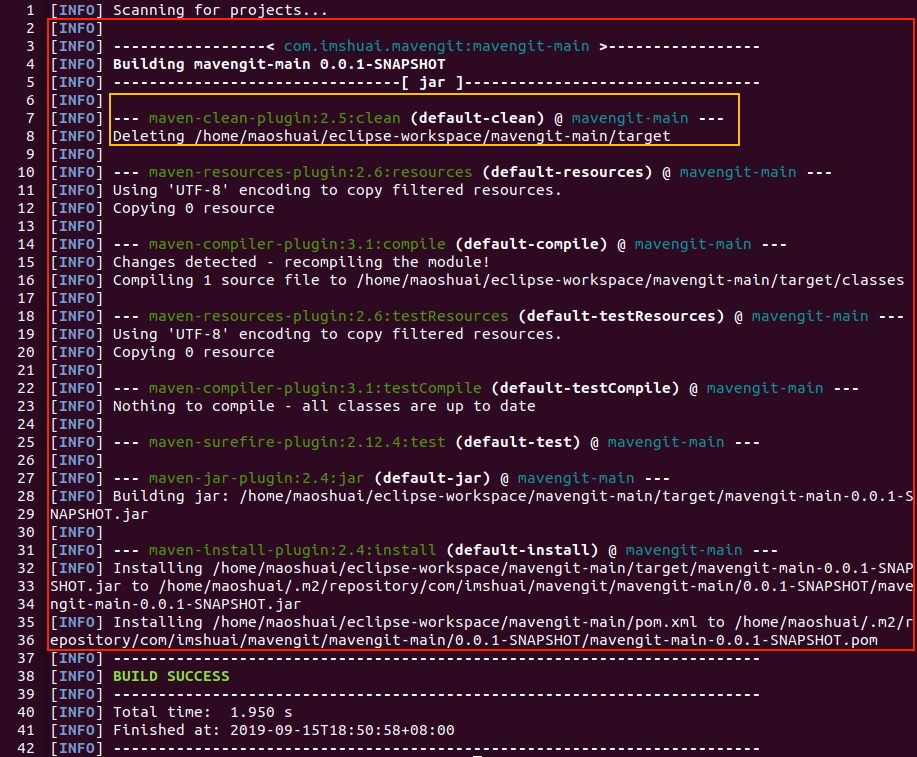 1 [INFO] Scanning for projects...
2 [INFO]
3 [INFO] -----------------< com.imshuai.mavengit:mavengit-main >-----------------
4 [INFO] Building mavengit-main 0.0.1-SNAPSHOT
5 [INFO] --------------------------------[ jar ]---------------------------------
6 [INFO]
7 [INFO] --- maven-clean-plugin:2.5:clean (default-clean) @ mavengit-main ---
8 [INFO] Deleting /home/maoshuai/eclipse-workspace/mavengit-main/target
9 [INFO]
10 [INFO] --- maven-resources-plugin:2.6:resources (default-resources) @ mavengit-main ---
11 [INFO] Using 'UTF-8' encoding to copy filtered resources.
12 [INFO] Copying 0 resource
13 [INFO]
14 [INFO] --- maven-compiler-plugin:3.1:compile (default-compile) @ mavengit-main ---
15 [INFO] Changes detected - recompiling the module!
16 [INFO] Compiling 1 source file to /home/maoshuai/eclipse-workspace/mavengit-main/target/classes
17 [INFO]
18 [INFO] --- maven-resources-plugin:2.6:testResources (default-testResources) @ mavengit-main ---
19 [INFO] Using 'UTF-8' encoding to copy filtered resources.
20 [INFO] Copying 0 resource
21 [INFO]
22 [INFO] --- maven-compiler-plugin:3.1:testCompile (default-testCompile) @ mavengit-main ---
23 [INFO] Nothing to compile - all classes are up to date
24 [INFO]
25 [INFO] --- maven-surefire-plugin:2.12.4:test (default-test) @ mavengit-main ---
26 [INFO]
27 [INFO] --- maven-jar-plugin:2.4:jar (default-jar) @ mavengit-main ---
28 [INFO] Building jar: /home/maoshuai/eclipse-workspace/mavengit-main/target/mavengit-main-0.0.1-S
29 NAPSHOT.jar
30 [INFO]
31 [INFO] --- maven-install-plugin:2.4:install (default-install) @ mavengit-main ---
32 [INFO] Installing /home/maoshuai/eclipse-workspace/mavengit-main/target/mavengit-main-0.0.1-SNAP
33 SHOT.jar to /home/maoshuai/.m2/repository/com/imshuai/mavengit/mavengit-main/0.0.1-SNAPSHOT/mave
34 ngit-main-0.0.1-SNAPSHOT.jar
35 [INFO] Installing /home/maoshuai/eclipse-workspace/mavengit-main/pom.xml to /home/maoshuai/.m2/r
36 epository/com/imshuai/mavengit/mavengit-main/0.0.1-SNAPSHOT/mavengit-main-0.0.1-SNAPSHOT.pom
37 [INFO] ------------------------------------------------------------------------
38 [INFO] BUILD SUCCESS
39 [INFO] ------------------------------------------------------------------------
40 [INFO] Total time:  1.950 s
41 [INFO] Finished at: 2019-09-15T18:50:58+08:00
42 [INFO] ------------------------------------------------------------------------